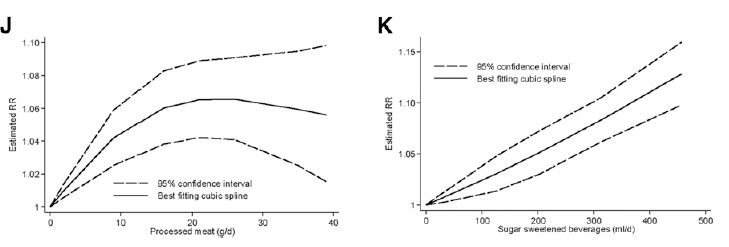 J
1.10
1.08
1.06
1.04
1.02
1
Estimated RR
95% confidence interval
Best fitting cubic spline
0
10
20
30
40
Processed meat (g/d)
K
1.15
1.10
1.05
1
Estimated RR
95% confidence interval
Best fitting cubic spline
0
100
200
300
400
500
Sugar sweetened beverages (ml/d)